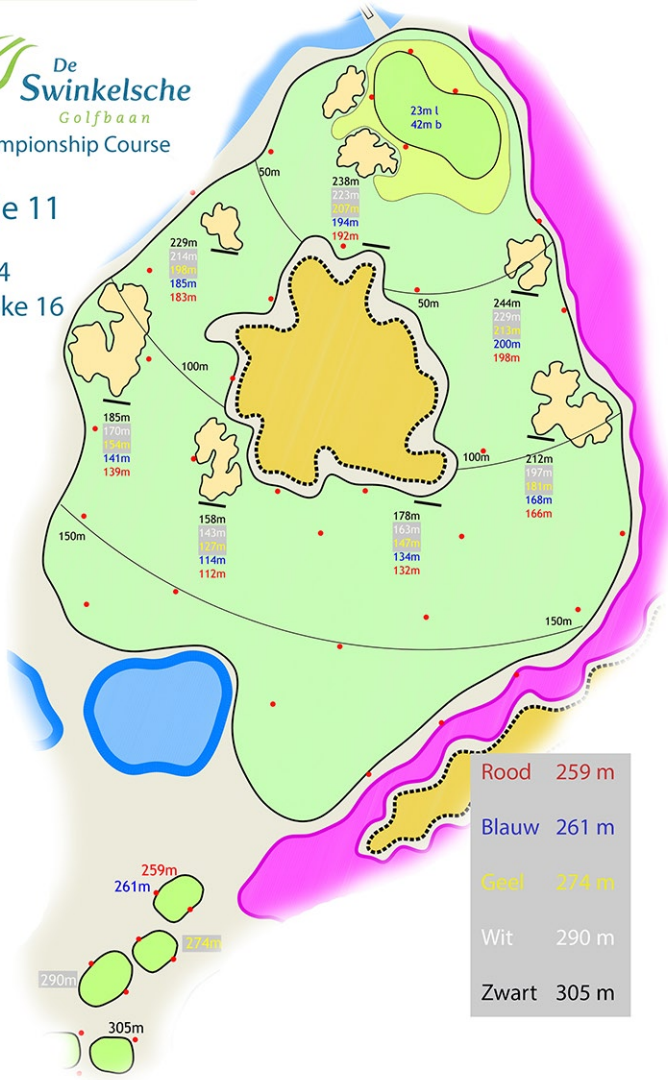 De
Swinkelsche
Golfbaan
mpionship Course
e 11
4
ke 16
23m l
42m b
50m
238m
223m
207m
194m
192m
229m
214m
198m
185m
183m
50m
244m
229m
213m
200m
198m
100m
185m
170m
154m
141m
139m
100m
212m
197m
181m
168m
166m
158m
143m
127m
114m
112m
178m
163m
147m
134m
132m
150m
150m
Rood 259 m
Blauw 261 m
Geel 274 m
Wit 290 m
Zwart 305 m
259m
261m
274m
290m
305m